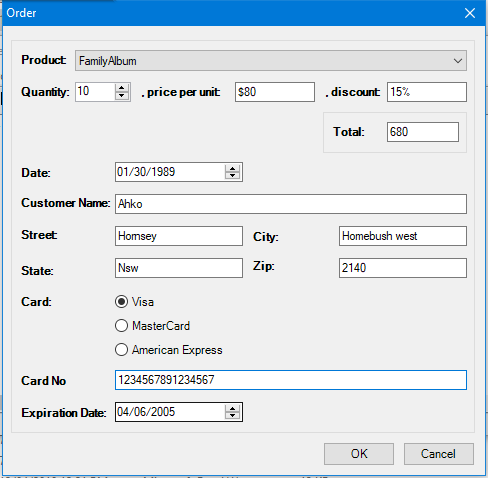 Order
Product: FamilyAlbum
Quantity: 10 , price per unit: $80 , discount: 15%
Total: 680
Date: 01/30/1989
Customer Name: Ahko
Street: Hornsey City: Homebush west
State: Nsw Zip: 2140
Card: Visa
MasterCard
American Express
Card No 1234567891234567
Expiration Date: 04/06/2005
OK Cancel